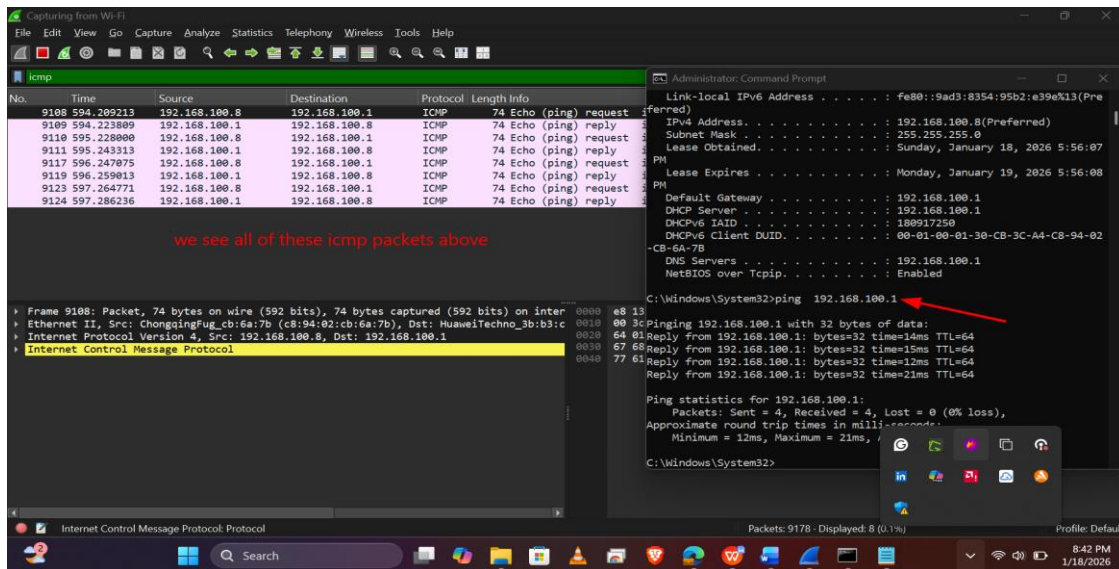 Capturing from Wi-Fi
File Edit View Go Capture Analyze Statistics Telephony Wireless Tools Help
icmp
No. Time Source Destination Protocol Length Info
9108 594.209213 192.168.100.8 192.168.100.1 ICMP 74 Echo (ping) request
9109 594.223809 192.168.100.1 192.168.100.8 ICMP 74 Echo (ping) reply
9110 595.228000 192.168.100.8 192.168.100.1 ICMP 74 Echo (ping) request
9111 595.243313 192.168.100.1 192.168.100.8 ICMP 74 Echo (ping) reply
9117 596.247075 192.168.100.8 192.168.100.1 ICMP 74 Echo (ping) request
9119 596.259013 192.168.100.1 192.168.100.8 ICMP 74 Echo (ping) reply
9123 597.264771 192.168.100.8 192.168.100.1 ICMP 74 Echo (ping) request
9124 597.286236 192.168.100.1 192.168.100.8 ICMP 74 Echo (ping) reply
we see all of these icmp packets above
Frame 9108: Packet, 74 bytes on wire (592 bits), 74 bytes captured (592 bits) on inter
Ethernet II, Src: ChongqingFug_cb:6a:7b (c8:94:02:cb:6a:7b), Dst: HuaweiTechno_3b:b3:c
Internet Protocol Version 4, Src: 192.168.100.8, Dst: 192.168.100.1
Internet Control Message Protocol
0000 e8 13
0010 00 3c
0020 64 01
0030 67 68
0040 77 61
Administrator: Command Prompt
Link-local IPv6 Address . . . . . : fe80::9ad3:8354:95b2:e39e%13(Pre
ferred)
IPv4 Address. . . . . . . . . . . : 192.168.100.8(Preferred)
Subnet Mask . . . . . . . . . . . : 255.255.255.0
Lease Obtained. . . . . . . . . . : Sunday, January 18, 2026 5:56:07
PM
Lease Expires . . . . . . . . . . : Monday, January 19, 2026 5:56:08
PM
Default Gateway . . . . . . . . . : 192.168.100.1
DHCP Server . . . . . . . . . . . : 192.168.100.1
DHCPv6 IAID . . . . . . . . . . . : 180917250
DHCPv6 Client DUID. . . . . . . . : 00-01-00-01-30-CB-3C-A4-C8-94-02
-CB-6A-7B
DNS Servers . . . . . . . . . . . : 192.168.100.1
NetBIOS over Tcpip. . . . . . . . : Enabled
C:\Windows\System32>ping  192.168.100.1
Pinging 192.168.100.1 with 32 bytes of data:
Reply from 192.168.100.1: bytes=32 time=14ms TTL=64
Reply from 192.168.100.1: bytes=32 time=15ms TTL=64
Reply from 192.168.100.1: bytes=32 time=12ms TTL=64
Reply from 192.168.100.1: bytes=32 time=21ms TTL=64
Ping statistics for 192.168.100.1:
Packets: Sent = 4, Received = 4, Lost = 0 (0% loss),
Approximate round trip times in milli-seconds:
Minimum = 12ms, Maximum = 21ms,
C:\Windows\System32>
Internet Control Message Protocol: Protocol
Packets: 9178 · Displayed: 8 (0.1%)
Profile: Defau
Search
8:42 PM
1/18/2026